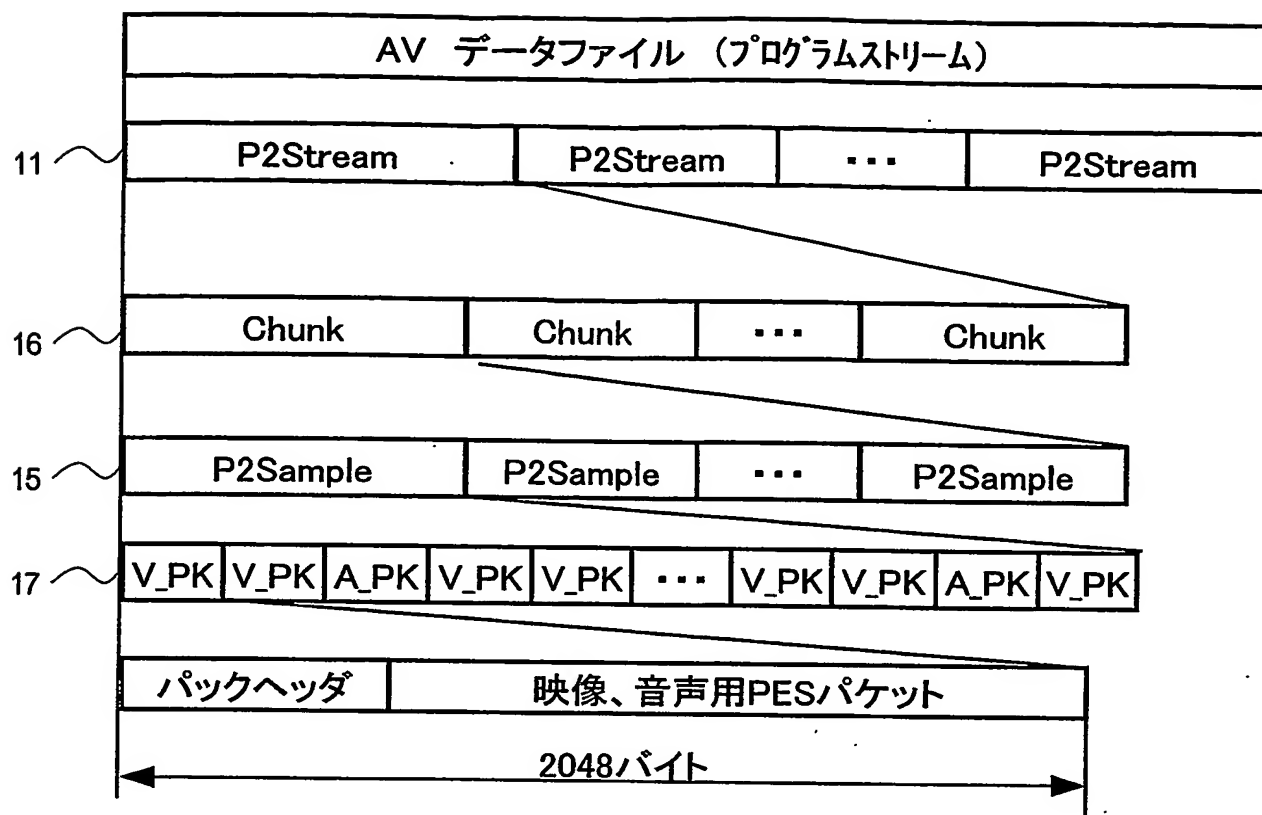 AV データファイル (プログラムストリーム)
11 P2Stream P2Stream ・・・ P2Stream
16 Chunk Chunk ・・・ Chunk
15 P2Sample P2Sample ・・・ P2Sample
17 V_PK V_PK A_PK V_PK V_PK ・・・ V_PK V_PK A_PK V_PK
パックヘッダ 映像、音声用PESパケット
2048バイト